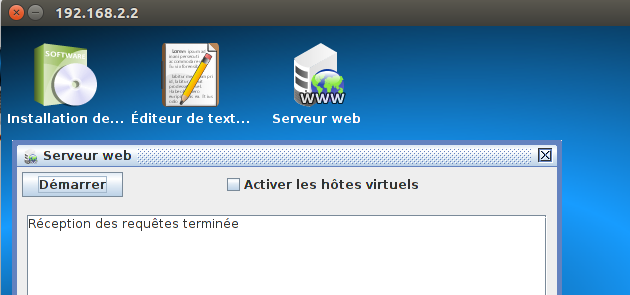 192.168.2.2
SOFTWARE
WWW
Installation de...
Éditeur de text...
Serveur web
Serveur web
Démarrer
Activer les hôtes virtuels
Réception des requêtes terminée